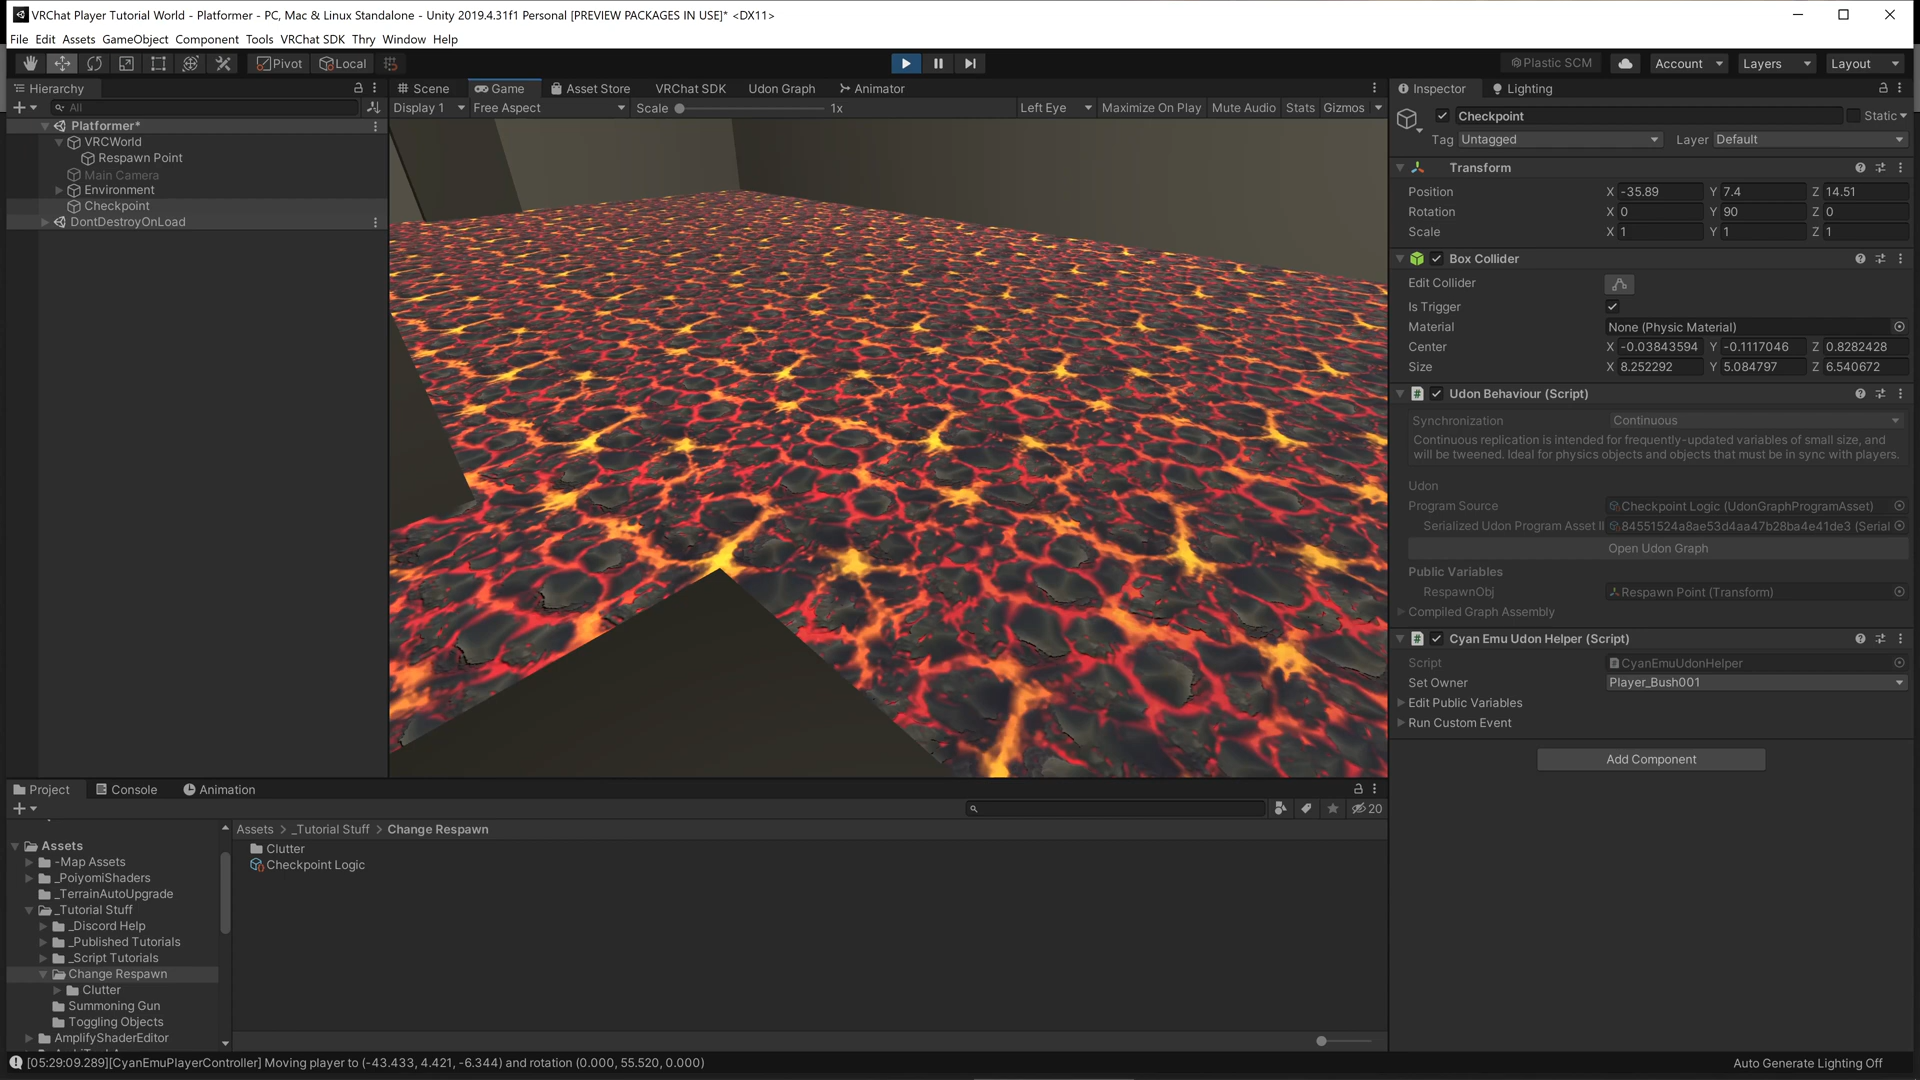 VRChat Player Tutorial World - Platformer - PC, Mac & Linux Standalone - Unity 2019.4.31f1 Personal [PREVIEW PACKAGES IN USE]* <DX11>
File Edit Assets GameObject Component Tools VRChat SDK Thry Window Help
Pivot Local Plastic SCM Account Layers Layout
Hierarchy
All
Platformer*
VRCWorld
Respawn Point
Main Camera
Environment
Checkpoint
DontDestroyOnLoad
Scene Game Asset Store VRChat SDK Udon Graph Animator
Display 1 Free Aspect Scale 1x Left Eye Maximize On Play Mute Audio Stats Gizmos
Inspector Lighting
Checkpoint Static
Tag Untagged Layer Default
Transform
Position X -35.89 Y 7.4 Z 14.51
Rotation X 0 Y 90 Z 0
Scale X 1 Y 1 Z 1
Box Collider
Edit Collider
Is Trigger
Material None (Physic Material)
Center X -0.03843594 Y -0.1117046 Z 0.8282428
Size X 8.252292 Y 5.084797 Z 6.540672
Udon Behaviour (Script)
Synchronization Continuous
Continuous replication is intended for frequently-updated variables of small size, and
will be tweened. Ideal for physics objects and objects that must be in sync with players.
Udon
Program Source Checkpoint Logic (UdonGraphProgramAsset)
Serialized Udon Program Asset II 84551524a8ae53d4aa47b28ba4e41de3 (Serial
Open Udon Graph
Public Variables
RespawnObj Respawn Point (Transform)
Compiled Graph Assembly
Cyan Emu Udon Helper (Script)
Script CyanEmuUdonHelper
Set Owner Player_Bush001
Edit Public Variables
Run Custom Event
Add Component
Project Console Animation
20
Assets
-Map Assets
_PoiyomiShaders
_TerrainAutoUpgrade
_Tutorial Stuff
_Discord Help
_Published Tutorials
_Script Tutorials
Change Respawn
Clutter
Summoning Gun
Toggling Objects
AmplifyShaderEditor
Assets > _Tutorial Stuff > Change Respawn
Clutter
Checkpoint Logic
[05:29:09.289][CyanEmuPlayerController] Moving player to (-43.433, 4.421, -6.344) and rotation (0.000, 55.520, 0.000)
Auto Generate Lighting Off